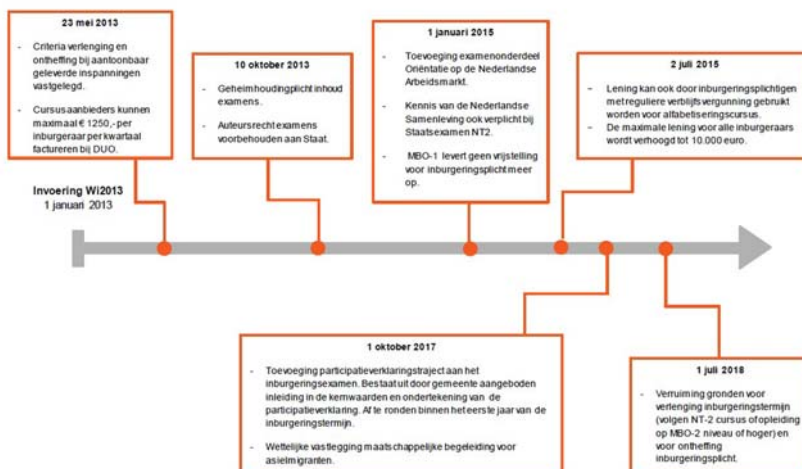 23 mei 2013
- Criteria verlenging en
ontheffing bij aantoonbaar
geleverde inspanningen
vastgelegd.
- Cursusaanbieders kunnen
maximaal € 1250,- per
inburgeraar per kwartaal
factureren bij DUO.
10 oktober 2013
- Geheimhoudingplicht inhoud
examens.
- Auteursrecht examens
voorbehouden aan Staat.
1 januari 2015
- Toevoeging examenonderdeel
Oriëntatie op de Nederlandse
Arbeidsmarkt.
- Kennis van de Nederlandse
Samenleving ook verplicht bij
Staatsexamen NT2.
- MBO-1 levert geen vrijstelling
voor inburgeringsplicht meer
op.
2 juli 2015
- Lening kan ook door inburgeringsplichtigen
met reguliere verblijfsvergunning gebruikt
worden voor alfabetiseringscursus.
- De maximale lening voor alle inburgeraars
wordt verhoogd tot 10.000 euro.
Invoering Wi2013
1 januari 2013
1 oktober 2017
- Toevoeging participatieverklaringstraject aan het
inburgeringsexamen. Bestaat uit door gemeente aangeboden
inleiding in de kernwaarden en ondertekening van de
participatieverklaring. Af te ronden binnen het eerste jaar van de
inburgeringstermijn.
- Wettelijke vastlegging maatschappelijke begeleiding voor
asielmigranten.
1 juli 2018
- Verruiming gronden voor
verlenging inburgeringstermijn
(volgen NT-2 cursus of opleiding
op MBO-2 niveau of hoger) en
voor ontheffing
inburgeringsplicht.